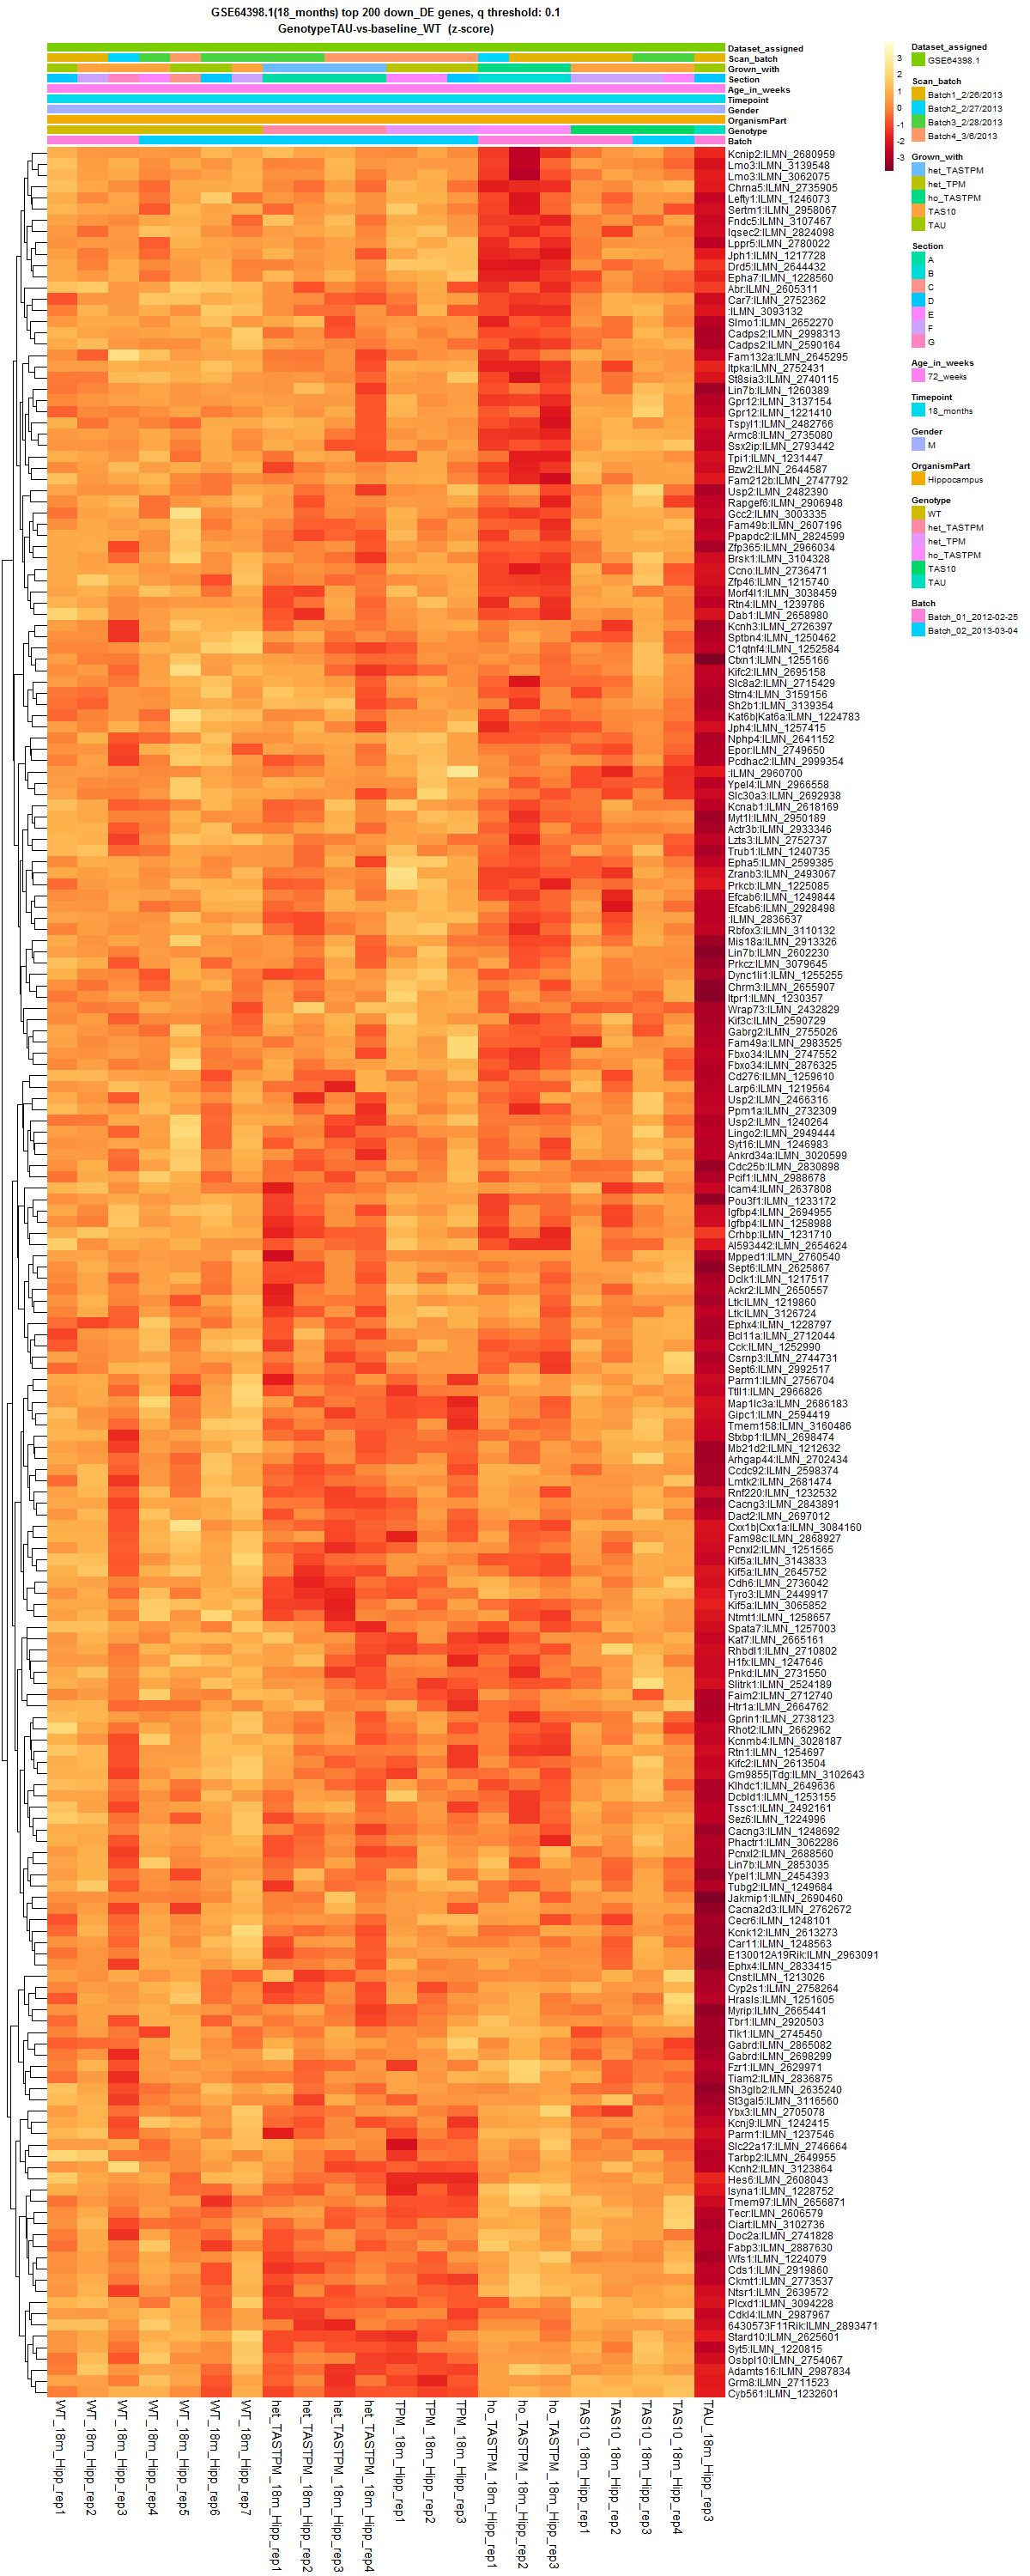 GSE64398.1(18_months) top 200 down_DE genes, q threshold: 0.1
GenotypeTAU-vs-baseline_WT (z-score)
Dataset_assigned
Scan_batch
Grown_with
Section
Age_in_weeks
Timepoint
Gender
OrganismPart
Genotype
Batch
3
2
1
0
-1
-2
-3
Dataset_assigned
GSE64398.1
Scan_batch
Batch1_2/26/2013
Batch2_2/27/2013
Batch3_2/28/2013
Batch4_3/6/2013
Grown_with
het_TASTPM
het_TPM
ho_TASTPM
TAS10
TAU
Section
A
B
C
D
E
F
G
Age_in_weeks
72_weeks
Timepoint
18_months
Gender
M
OrganismPart
Hippocampus
Genotype
WT
het_TASTPM
het_TPM
ho_TASTPM
TAS10
TAU
Batch
Batch_01_2012-02-25
Batch_02_2013-03-04
Kcnip2:ILMN_2680959
Lmo3:ILMN_3139548
Lmo3:ILMN_3062075
Chrna5:ILMN_2735905
Lefty1:ILMN_1246073
Sertm1:ILMN_2958067
Fndc5:ILMN_3107467
Iqsec2:ILMN_2824098
Lppr5:ILMN_2780022
Jph1:ILMN_1217728
Drd5:ILMN_2644432
Epha7:ILMN_1228560
Abr:ILMN_2605311
Car7:ILMN_2752362
:ILMN_3093132
Slmo1:ILMN_2652270
Cadps2:ILMN_2998313
Cadps2:ILMN_2590164
Fam132a:ILMN_2645295
Itpka:ILMN_2752431
St8sia3:ILMN_2740115
Lin7b:ILMN_1260389
Gpr12:ILMN_3137154
Gpr12:ILMN_1221410
Tspyl1:ILMN_2482766
Armc8:ILMN_2735080
Ssx2ip:ILMN_2793442
Tpi1:ILMN_1231447
Bzw2:ILMN_2644587
Fam212b:ILMN_2747792
Usp2:ILMN_2482390
Rapgef6:ILMN_2906948
Gcc2:ILMN_3003335
Fam49b:ILMN_2607196
Ppapdc2:ILMN_2824599
Zfp365:ILMN_2966034
Brsk1:ILMN_3104328
Ccno:ILMN_2736471
Zfp46:ILMN_1215740
Morf4l1:ILMN_3038459
Rtn4:ILMN_1239786
Dab1:ILMN_2658980
Kcnh3:ILMN_2726397
Sptbn4:ILMN_1250462
C1qtnf4:ILMN_1252584
Ctxn1:ILMN_1255166
Kifc2:ILMN_2695158
Slc8a2:ILMN_2715429
Strn4:ILMN_3159156
Sh2b1:ILMN_3139354
Kat6b|Kat6a:ILMN_1224783
Jph4:ILMN_1257415
Nphp4:ILMN_2641152
Epor:ILMN_2749650
Pcdhac2:ILMN_2999354
:ILMN_2960700
Ypel4:ILMN_2966558
Slc30a3:ILMN_2692938
Kcnab1:ILMN_2618169
Myt1l:ILMN_2950189
Actr3b:ILMN_2933346
Lzts3:ILMN_2752737
Trub1:ILMN_1240735
Epha5:ILMN_2599385
Zranb3:ILMN_2493067
Prkcb:ILMN_1225085
Efcab6:ILMN_1249844
Efcab6:ILMN_2928498
:ILMN_2836637
Rbfox3:ILMN_3110132
Mis18a:ILMN_2913326
Lin7b:ILMN_2602230
Prkcz:ILMN_3079645
Dync1li1:ILMN_1255255
Chrm3:ILMN_2655907
Itpr1:ILMN_1230357
Wrap73:ILMN_2432829
Kif3c:ILMN_2590729
Gabrg2:ILMN_2755026
Fam49a:ILMN_2983525
Fbxo34:ILMN_2747552
Fbxo34:ILMN_2876325
Cd276:ILMN_1259610
Larp6:ILMN_1219564
Usp2:ILMN_2466316
Ppm1a:ILMN_2732309
Usp2:ILMN_1240264
Lingo2:ILMN_2949444
Syt16:ILMN_1246983
Ankrd34a:ILMN_3020599
Cdc25b:ILMN_2830898
Pcif1:ILMN_2988678
Icam4:ILMN_2637808
Pou3f1:ILMN_1233172
Igfbp4:ILMN_2694955
Igfbp4:ILMN_1258988
Crhbp:ILMN_1231710
AI593442:ILMN_2654624
Mpped1:ILMN_2760540
Sept6:ILMN_2625867
Dclk1:ILMN_1217517
Ackr2:ILMN_2650557
Ltk:ILMN_1219860
Ltk:ILMN_3126724
Ephx4:ILMN_1228797
Bcl11a:ILMN_2712044
Cck:ILMN_1252990
Csrnp3:ILMN_2744731
Sept6:ILMN_2992517
Parm1:ILMN_2756704
Ttll1:ILMN_2966826
Map1lc3a:ILMN_2686183
Gipc1:ILMN_2594419
Tmem158:ILMN_3160486
Stxbp1:ILMN_2698474
Mb21d2:ILMN_1212632
Arhgap44:ILMN_2702434
Ccdc92:ILMN_2598374
Lmtk2:ILMN_2681474
Rnf220:ILMN_1232532
Cacng3:ILMN_2843891
Dact2:ILMN_2697012
Cxx1b|Cxx1a:ILMN_3084160
Fam98c:ILMN_2868927
Pcnxl2:ILMN_1251565
Kif5a:ILMN_3143833
Kif5a:ILMN_2645752
Cdh6:ILMN_2736042
Tyro3:ILMN_2449917
Kif5a:ILMN_3065852
Ntmt1:ILMN_1258657
Spata7:ILMN_1257003
Kat7:ILMN_2665161
Rhbdl1:ILMN_2710802
H1fx:ILMN_1247646
Pnkd:ILMN_2731550
Slitrk1:ILMN_2524189
Faim2:ILMN_2712740
Htr1a:ILMN_2664762
Gprin1:ILMN_2738123
Rhot2:ILMN_2662962
Kcnmb4:ILMN_3028187
Rtn1:ILMN_1254697
Kifc2:ILMN_2613504
Gm9855|Tdg:ILMN_3102643
Klhdc1:ILMN_2649636
Dcbld1:ILMN_1253155
Tssc1:ILMN_2492161
Sez6:ILMN_1224996
Cacng3:ILMN_1248692
Phactr1:ILMN_3062286
Pcnxl2:ILMN_2688560
Lin7b:ILMN_2853035
Ypel1:ILMN_2454393
Tubg2:ILMN_1249684
Jakmip1:ILMN_2690460
Cacna2d3:ILMN_2762672
Cecr6:ILMN_1248101
Kcnk12:ILMN_2613273
Car11:ILMN_1248563
E130012A19Rik:ILMN_2963091
Ephx4:ILMN_2833415
Cnst:ILMN_1213026
Cyp2s1:ILMN_2758264
Hrasls:ILMN_1251605
Myrip:ILMN_2665441
Tbr1:ILMN_2920503
Tlk1:ILMN_2745450
Gabrd:ILMN_2865082
Gabrd:ILMN_2698299
Fzr1:ILMN_2629971
Tiam2:ILMN_2836875
Sh3glb2:ILMN_2635240
St3gal5:ILMN_3116560
Ybx3:ILMN_2705078
Kcnj9:ILMN_1242415
Parm1:ILMN_1237546
Slc22a17:ILMN_2746664
Tarbp2:ILMN_2649955
Kcnh2:ILMN_3123864
Hes6:ILMN_2608043
Isyna1:ILMN_1228752
Tmem97:ILMN_2656871
Tecr:ILMN_2606579
Ciart:ILMN_3102736
Doc2a:ILMN_2741828
Fabp3:ILMN_2887630
Wfs1:ILMN_1224079
Cds1:ILMN_2919860
Ckmt1:ILMN_2773537
Ntsr1:ILMN_2639572
Plcxd1:ILMN_3094228
Cdkl4:ILMN_2987967
6430573F11Rik:ILMN_2893471
Stard10:ILMN_2625601
Syt5:ILMN_1220815
Osbpl10:ILMN_2754067
Adamts16:ILMN_2987834
Grm8:ILMN_2711523
Cyb561:ILMN_1232601
WT_18m_Hipp_rep1
WT_18m_Hipp_rep2
WT_18m_Hipp_rep3
WT_18m_Hipp_rep4
WT_18m_Hipp_rep5
WT_18m_Hipp_rep6
WT_18m_Hipp_rep7
het_TASTPM_18m_Hipp_rep1
het_TASTPM_18m_Hipp_rep2
het_TASTPM_18m_Hipp_rep3
het_TASTPM_18m_Hipp_rep4
TPM_18m_Hipp_rep1
TPM_18m_Hipp_rep2
TPM_18m_Hipp_rep3
ho_TASTPM_18m_Hipp_rep1
ho_TASTPM_18m_Hipp_rep2
ho_TASTPM_18m_Hipp_rep3
TAS10_18m_Hipp_rep1
TAS10_18m_Hipp_rep2
TAS10_18m_Hipp_rep3
TAS10_18m_Hipp_rep4
TAU_18m_Hipp_rep3